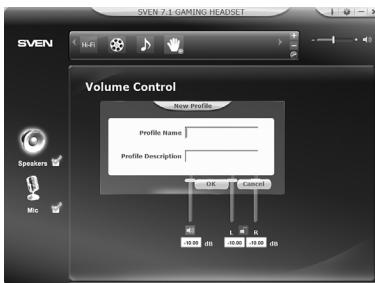 SVEN 7.1 GAMING HEADSET
SVEN
Hi-Fi
Volume Control
New Profile
Profile Name
Profile Description
Speakers
OK Cancel
Mic
L R
-10.00 dB -10.00 -10.00 dB